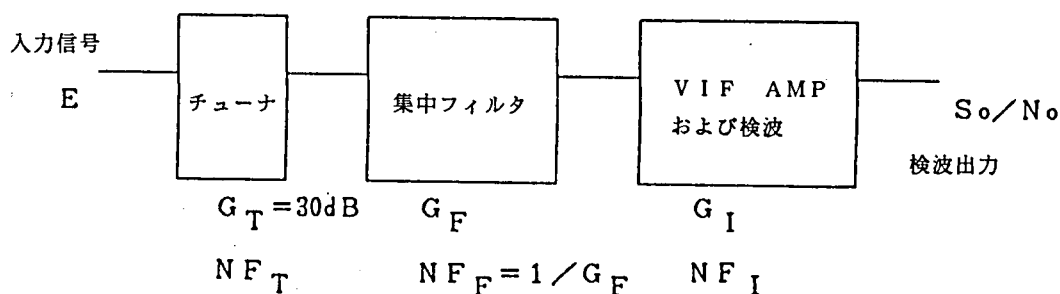 入力信号
E
チューナ
集中フィルタ
VIF AMP
および検波
So/No
検波出力
G_T=30dB
G_F
G_I
NF_T
NF_F=1/G_F
NF_I